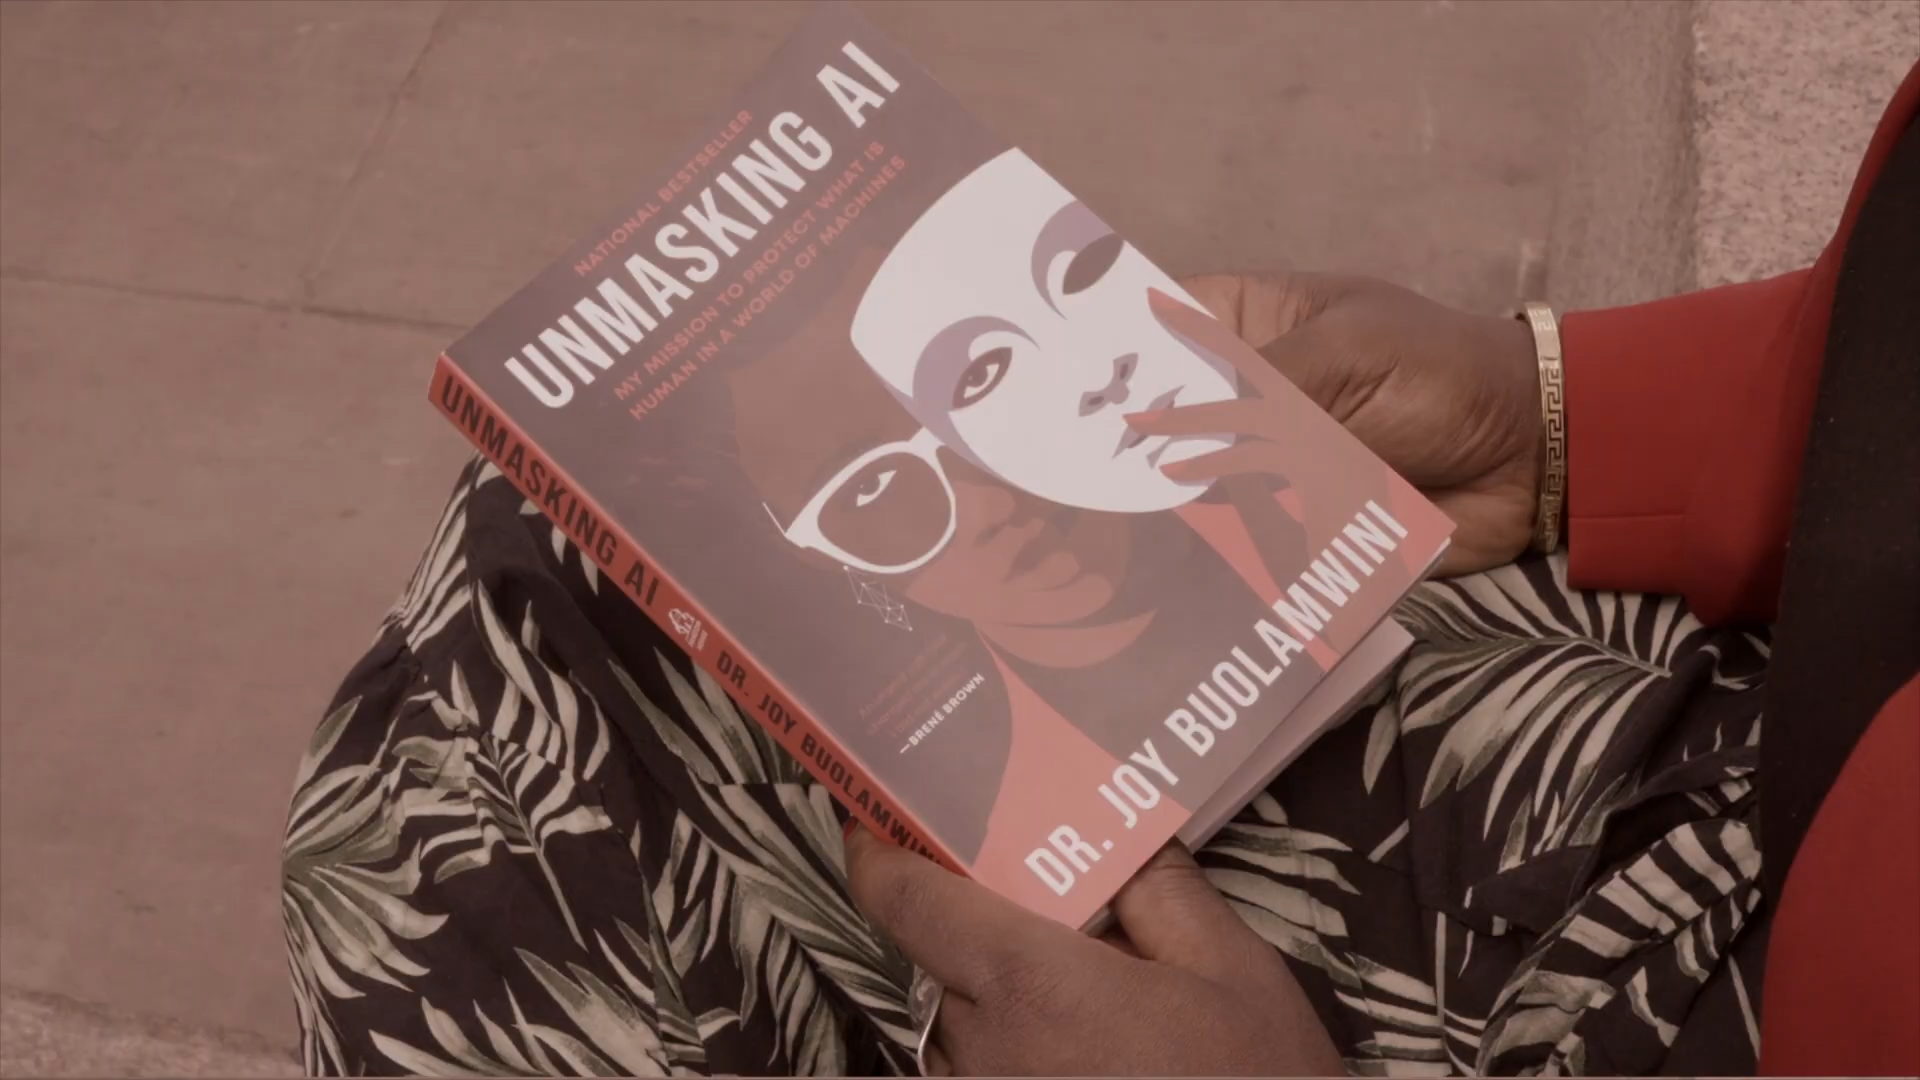 NATIONAL BESTSELLER
UNMASKING AI
MY MISSION TO PROTECT WHAT IS
HUMAN IN A WORLD OF MACHINES
—BRENÉ BROWN
DR. JOY BUOLAMWINI
UNMASKING AI
DR. JOY BUOLAMWINI